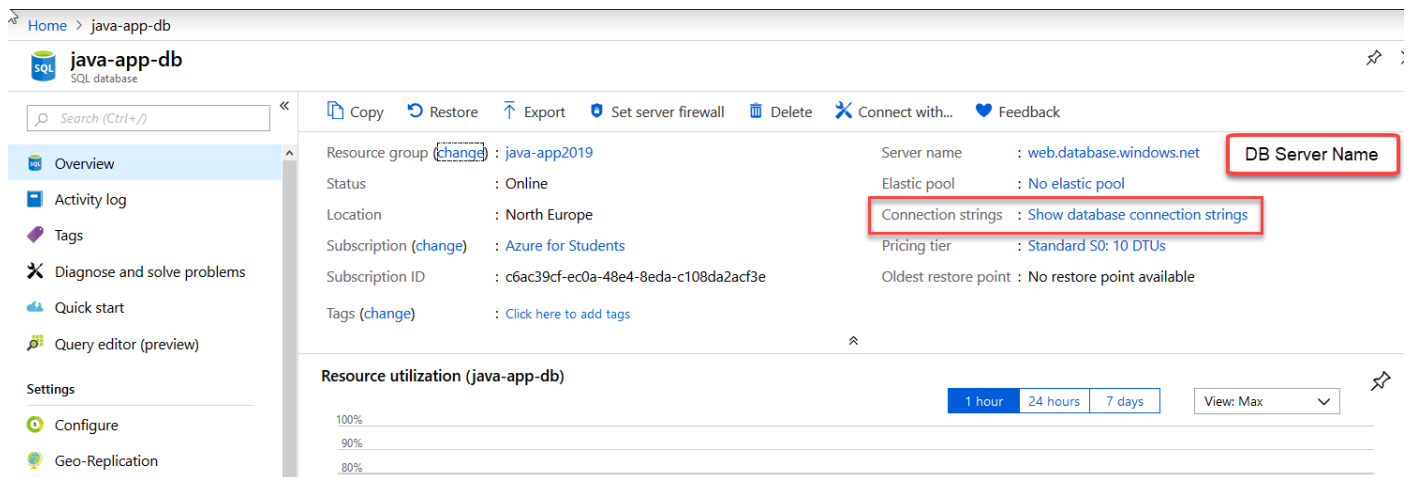 Home > java-app-db
java-app-db
SQL
SQL database
Search (Ctrl+/)
«
Copy Restore Export Set server firewall Delete Connect with... Feedback
Overview
Activity log
Tags
Diagnose and solve problems
Quick start
Query editor (preview)
Settings
Configure
Geo-Replication
Resource group (change) : java-app2019
Status : Online
Location : North Europe
Subscription (change) : Azure for Students
Subscription ID : c6ac39cf-ec0a-48e4-8eda-c108da2acf3e
Tags (change) : Click here to add tags
Server name : web.database.windows.net
DB Server Name
Elastic pool : No elastic pool
Connection strings : Show database connection strings
Pricing tier : Standard S0: 10 DTUs
Oldest restore point : No restore point available
Resource utilization (java-app-db)
1 hour 24 hours 7 days View: Max
100%
90%
80%